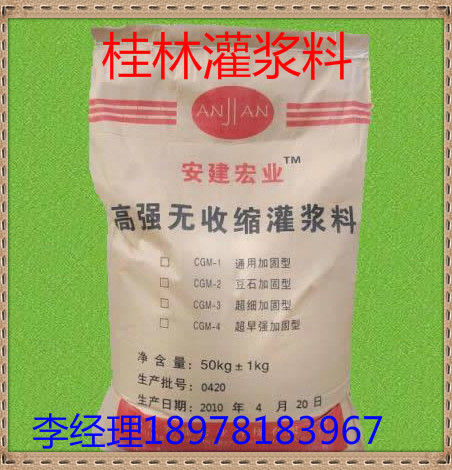 桂林灌浆料
ANJIAN
安建宏业™
高强无收缩灌浆料
CGM-1 通用加固型
CGM-2 豆石加固型
CGM-3 超细加固型
CGM-4 超早强加固型
净含量：50kg±1kg
生产批号：0420
生产日期：2010 年 4 月 20 日
李经理18978183967